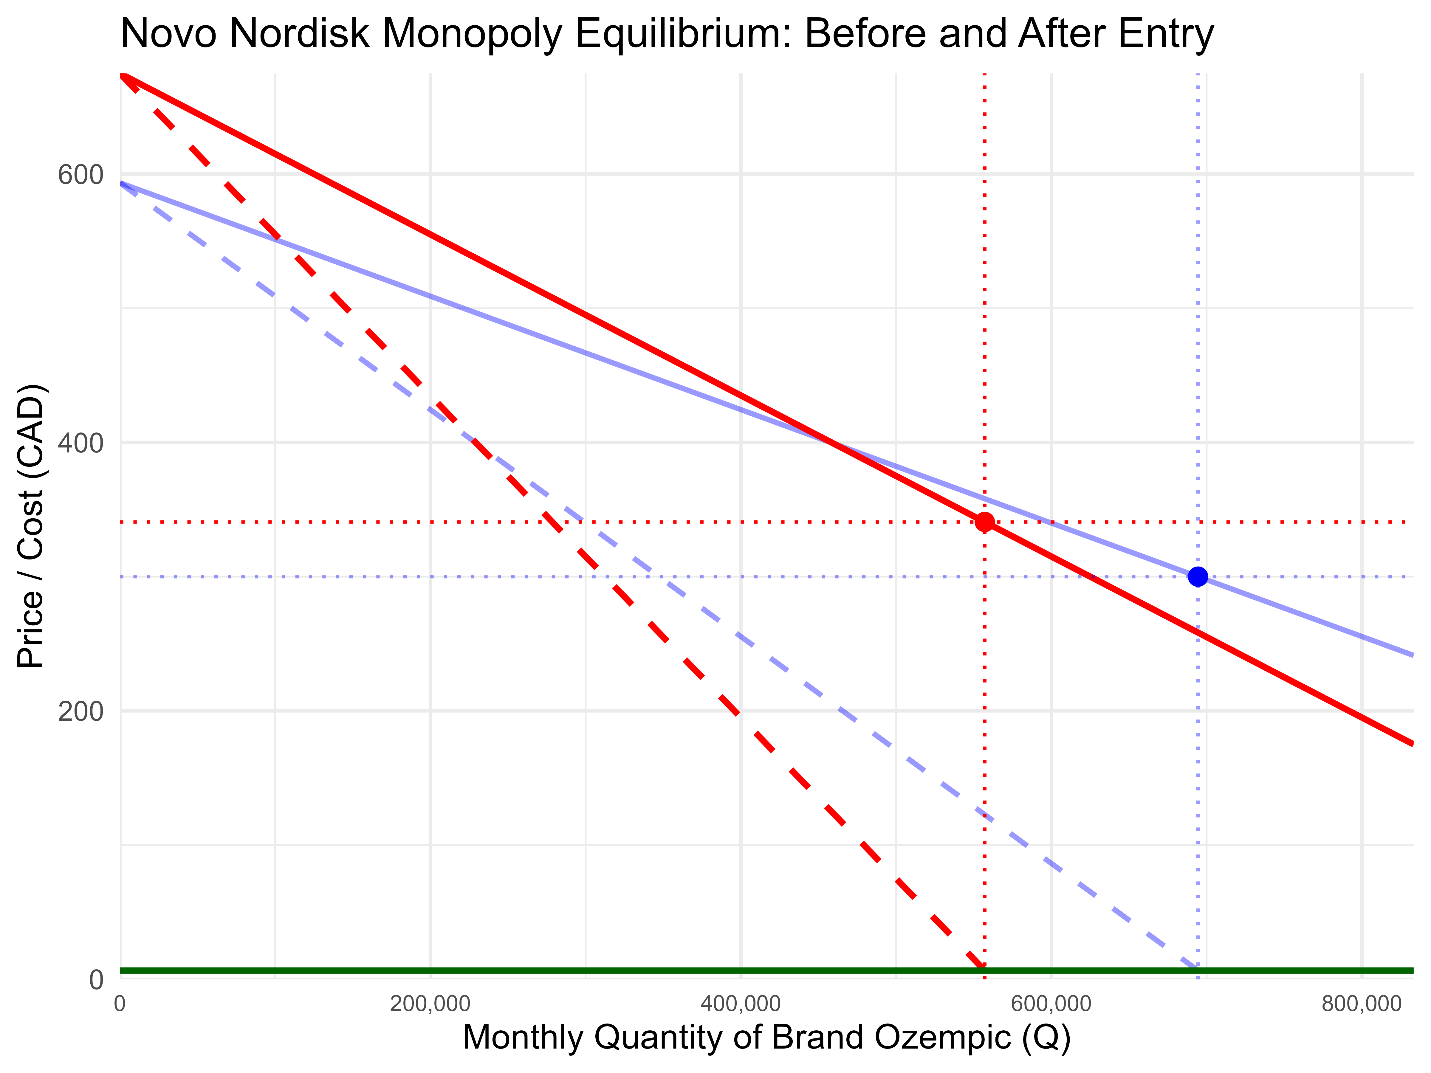 Novo Nordisk Monopoly Equilibrium: Before and After Entry
Price / Cost (CAD)
600
400
200
0
0 200,000 400,000 600,000 800,000
Monthly Quantity of Brand Ozempic (Q)